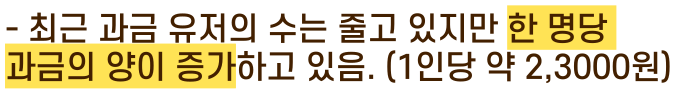 - 최근 과금 유저의 수는 줄고 있지만 한 명당
과금의 양이 증가하고 있음. (1인당 약 2,3000원)